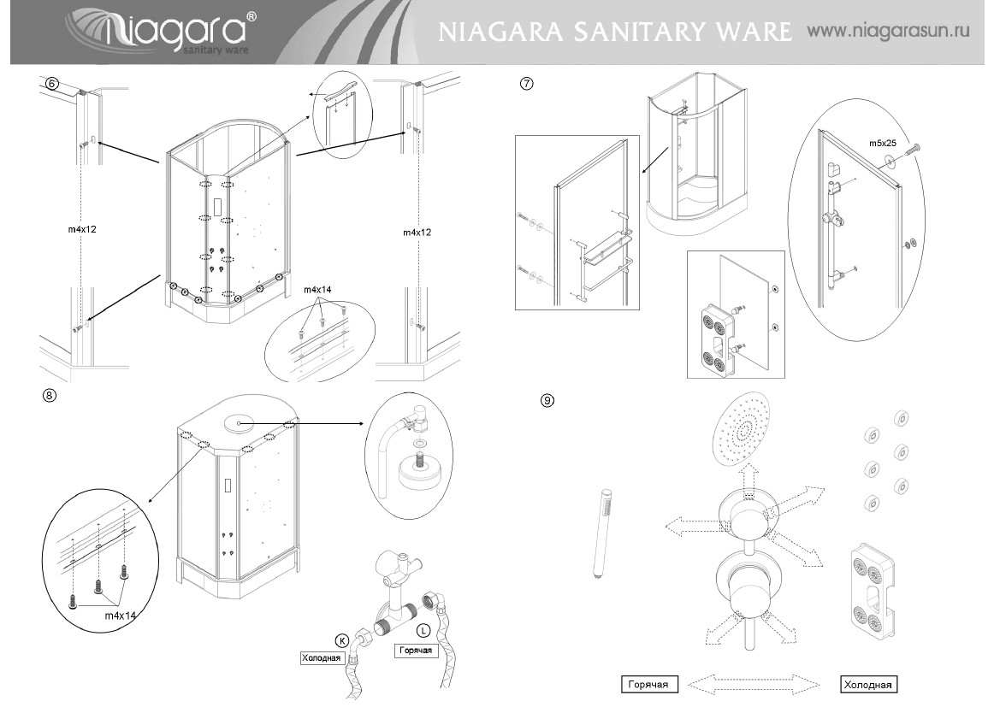 Niagara®
sanitary ware
NIAGARA SANITARY WARE
www.niagarasun.ru
6
m4x12
m4x12
m4x14
7
m5x25
8
m4x14
K
Холодная
L
Горячая
9
Горячая
Холодная